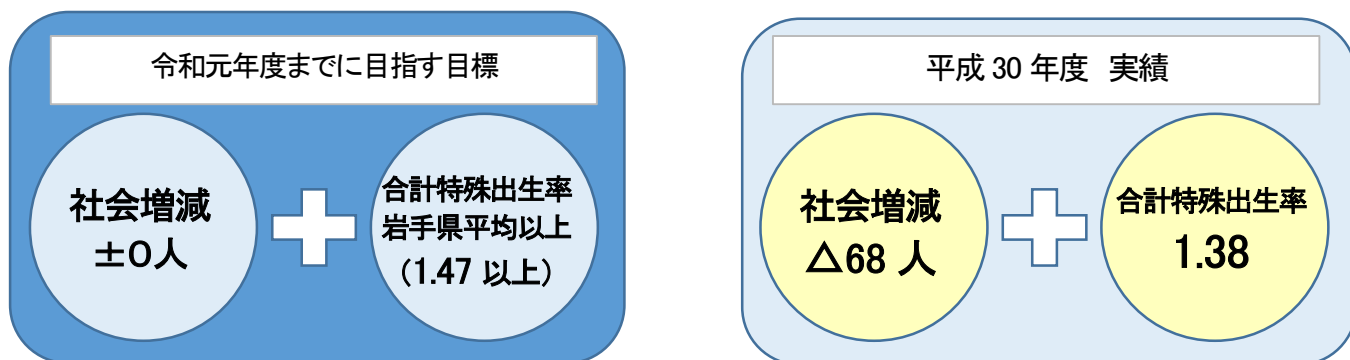 令和元年度までに目指す目標
社会増減
±0人
合計特殊出生率
岩手県平均以上
（1.47 以上）
平成 30 年度　実績
社会増減
△68 人
合計特殊出生率
1.38